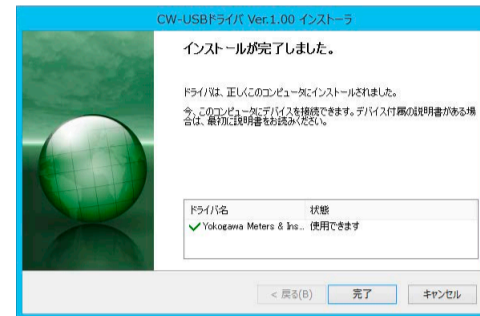 CW-USBドライバ Ver.1.00 インストーラ
インストールが完了しました。
ドライバは、正しくこのコンピュータにインストールされました。
今、このコンピュータにデバイスを接続できます。デバイス付属の説明書がある場
合は、最初に説明書をお読みください。
ドライバ名 状態
Yokogawa Meters & Ins... 使用できます
< 戻る(B) 完了 キャンセル